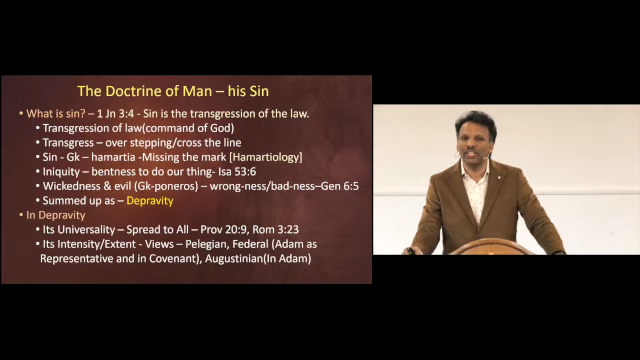 The Doctrine of Man – his Sin
• What is sin? – 1 Jn 3:4 - Sin is the transgression of the law.
• Transgression of law(command of God)
• Transgress – over stepping/cross the line
• Sin - Gk – hamartia -Missing the mark [Hamartiology]
• Iniquity – bentness to do our thing- Isa 53:6
• Wickedness & evil (Gk-poneros) – wrong-ness/bad-ness–Gen 6:5
• Summed up as – Depravity
• In Depravity
• Its Universality – Spread to All – Prov 20:9, Rom 3:23
• Its Intensity/Extent - Views – Pelegian, Federal (Adam as
Representative and in Covenant), Augustinian(In Adam)